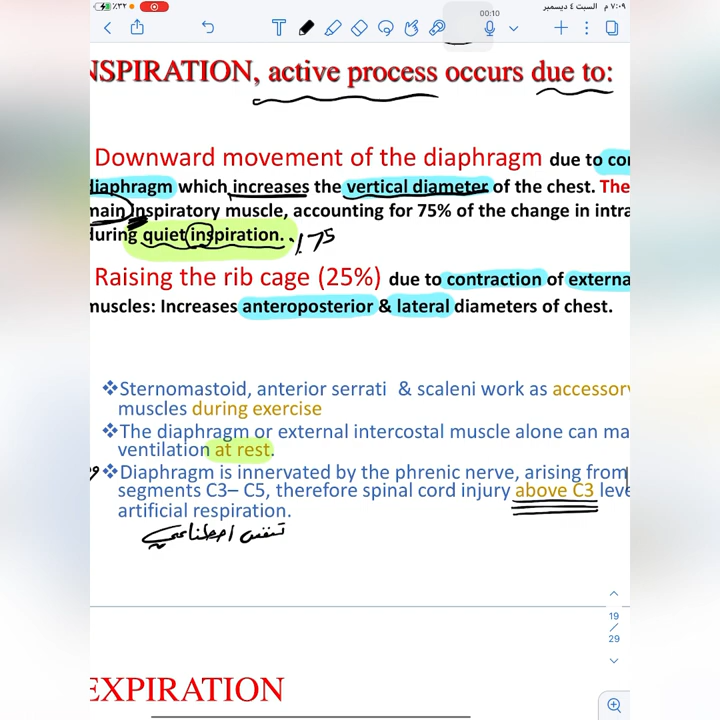 ٪٣٢
00:10
٧:٠٩ م السبت ٤ ديسمبر
NSPIRATION, active process occurs due to:
Downward movement of the diaphragm due to co
diaphragm which increases the vertical diameter of the chest. The
main inspiratory muscle, accounting for 75% of the change in intra
during quiet inspiration. ٪ 75
Raising the rib cage (25%) due to contraction of externa
muscles: Increases anteroposterior & lateral diameters of chest.
❖Sternomastoid, anterior serrati & scaleni work as accessory
muscles during exercise
❖The diaphragm or external intercostal muscle alone can ma
ventilation at rest.
❖Diaphragm is innervated by the phrenic nerve, arising from
segments C3– C5, therefore spinal cord injury above C3 leve
artificial respiration.
تنفس اصطناعي
19
/
29
EXPIRATION